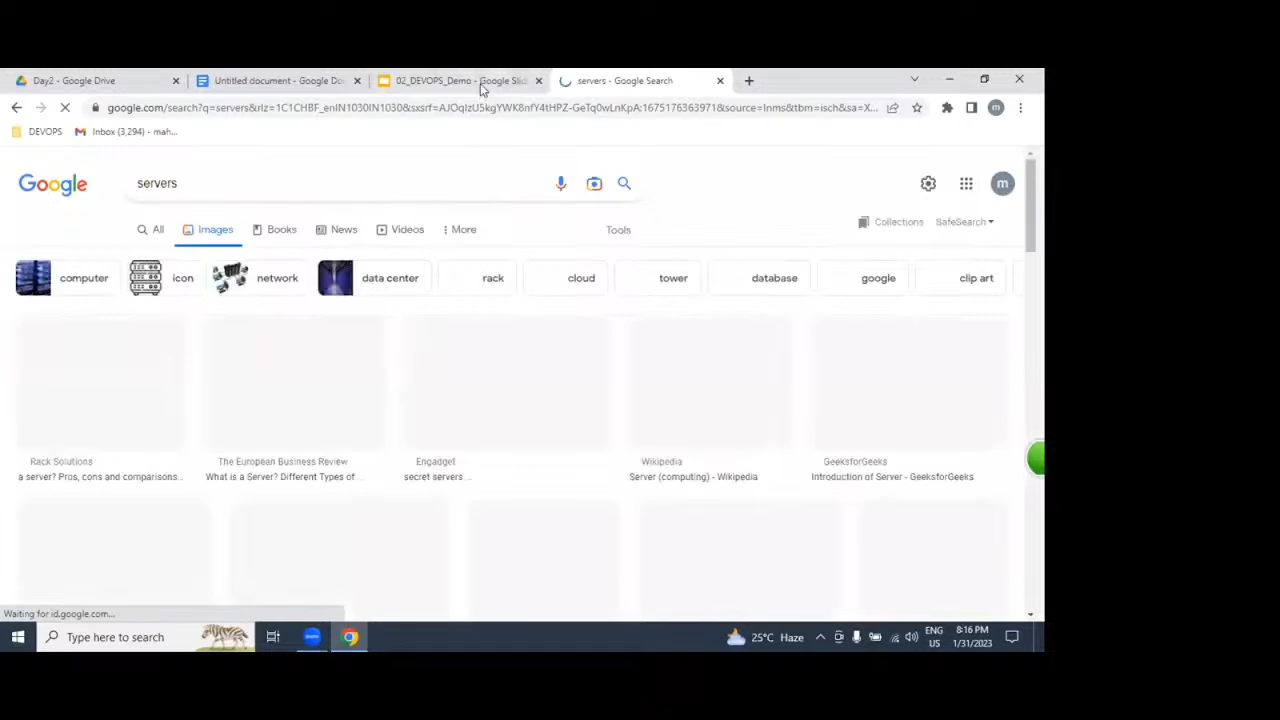 Day2 - Google Drive
Untitled document - Google Do
02_DEVOPS_Demo - Google Slid
servers - Google Search
google.com/search?q=servers&rlz=1C1CHBF_enIN1030IN1030&sxsrf=AJOqlzU5kgYWK8nfY4tHPZ-GeTq0wLnKpA:1675176363971&source=lnms&tbm=isch&sa=X...
DEVOPS
Inbox (3,294) - mah...
m
Google
servers
m
All
Images
Books
News
Videos
More
Tools
Collections
SafeSearch
computer
icon
network
data center
rack
cloud
tower
database
google
clip art
Rack Solutions
a server? Pros, cons and comparisons...
The European Business Review
What is a Server? Different Types of ...
Engadget
secret servers ...
Wikipedia
Server (computing) - Wikipedia
GeeksforGeeks
Introduction of Server - GeeksforGeeks
Waiting for id.google.com...
Type here to search
zoom
25°C Haze
ENG
US
8:16 PM
1/31/2023